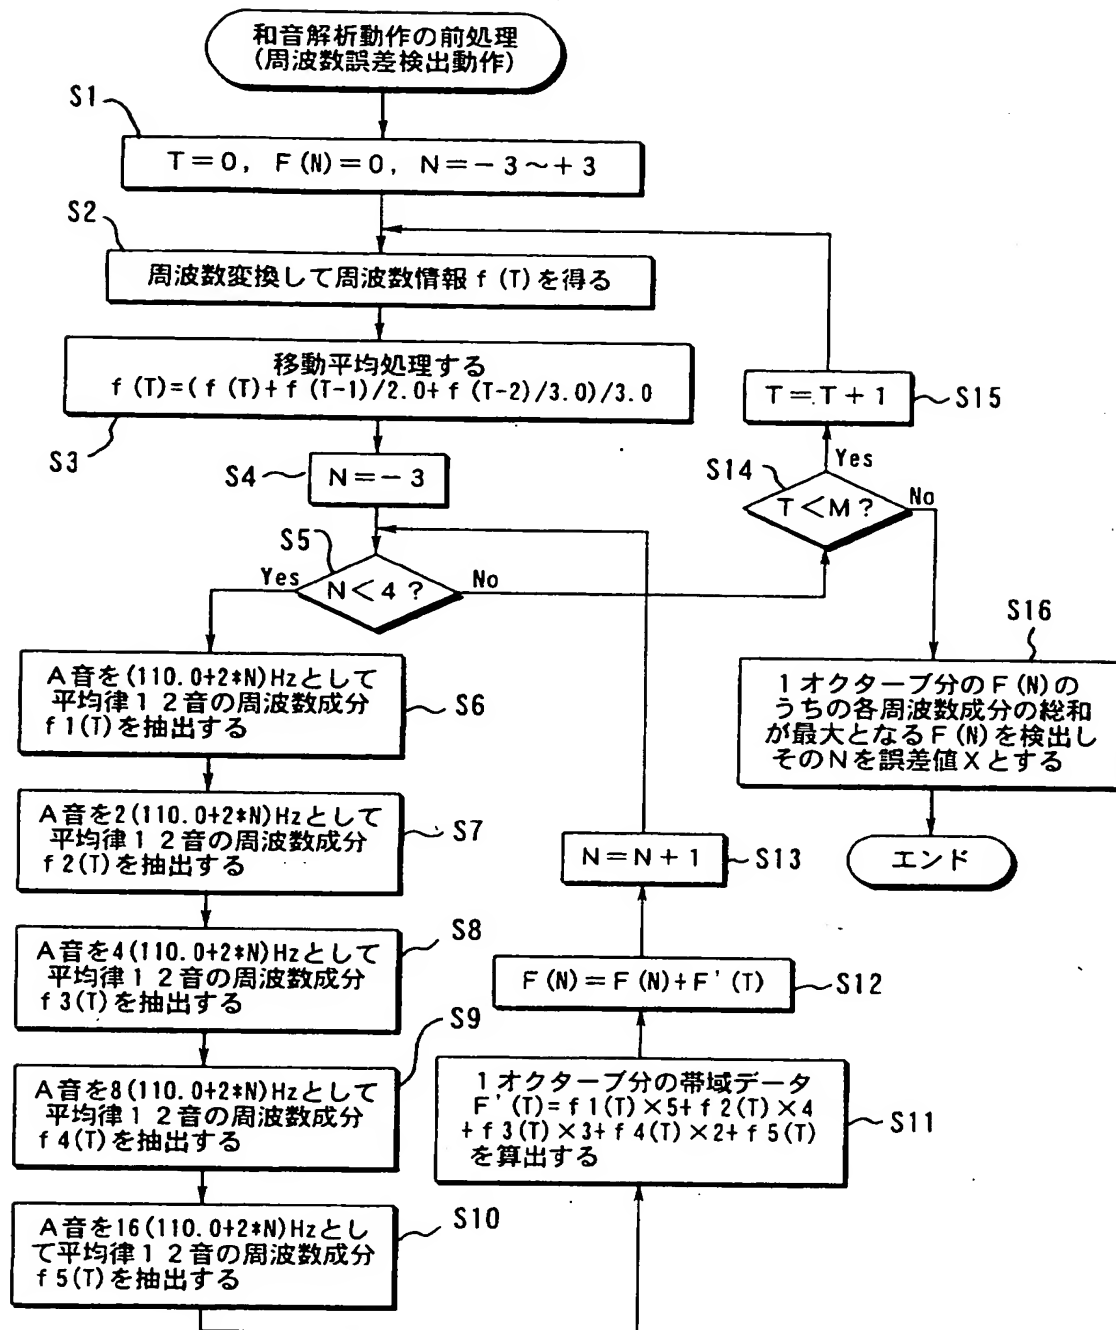 和音解析動作の前処理
(周波数誤差検出動作)
S1
T=0, F(N)=0, N=-3~+3
S2
周波数変換して周波数情報f(T)を得る
移動平均処理する
f(T)=(f(T)+f(T-1)/2.0+f(T-2)/3.0)/3.0
S3
S4
N=-3
S5
N<4?
Yes
No
A音を(110.0+2*N)Hzとして
平均律12音の周波数成分
f1(T)を抽出する
S6
A音を2(110.0+2*N)Hzとして
平均律12音の周波数成分
f2(T)を抽出する
S7
A音を4(110.0+2*N)Hzとして
平均律12音の周波数成分
f3(T)を抽出する
S8
A音を8(110.0+2*N)Hzとして
平均律12音の周波数成分
f4(T)を抽出する
S9
A音を16(110.0+2*N)Hzとし
て平均律12音の周波数成分
f5(T)を抽出する
S10
1オクターブ分の帯域データ
F'(T)=f1(T)×5+f2(T)×4
+f3(T)×3+f4(T)×2+f5(T)
を算出する
S11
F(N)=F(N)+F'(T)
S12
N=N+1
S13
S14
T<M?
Yes
No
T=T+1
S15
S16
1オクターブ分のF(N)の
うちの各周波数成分の総和
が最大となるF(N)を検出し
そのNを誤差値Xとする
エンド